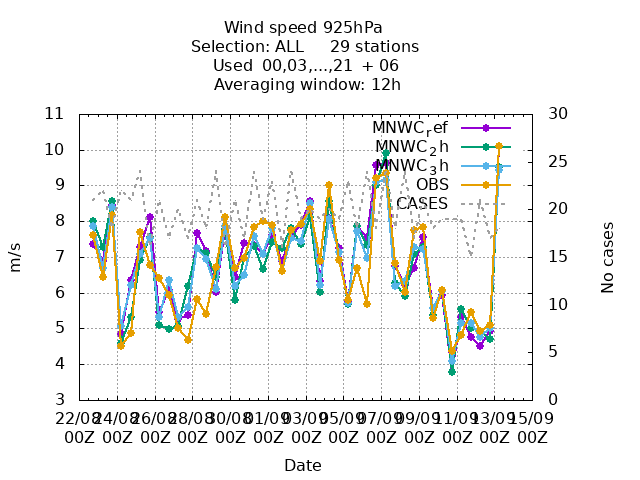 Wind speed 925hPa
Selection: ALL 29 stations
Used 00,03,...,21 + 06
Averaging window: 12h
11
10
9
8
7
6
5
4
3
m/s
30
25
20
15
10
5
0
No cases
MNWCref
MNWC2h
MNWC3h
OBS
CASES
22/08 24/08 26/08 28/08 30/08 01/09 03/09 05/09 07/09 09/09 11/09 13/09 15/09
00Z 00Z 00Z 00Z 00Z 00Z 00Z 00Z 00Z 00Z 00Z 00Z 00Z
Date